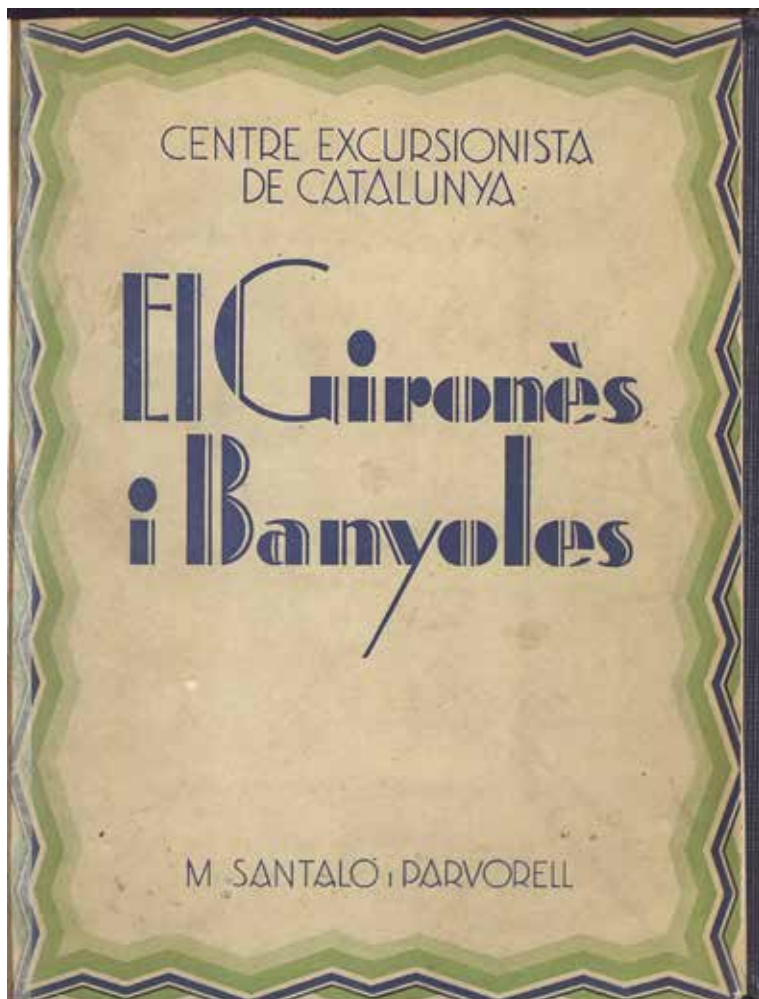 CENTRE EXCURSIONISTA
DE CATALUNYA
El Gironès
i Banyoles
M SANTALÓ i PARVORELL